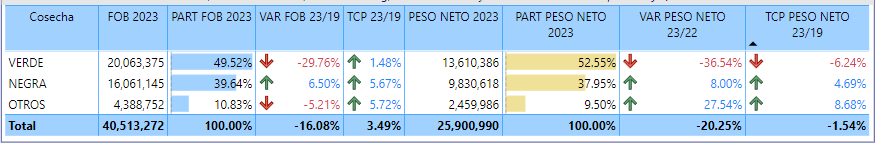 Cosecha FOB 2023 PART FOB 2023 VAR FOB 23/19 TCP 23/19 PESO NETO 2023 PART PESO NETO 2023 VAR PESO NETO 23/22 TCP PESO NETO 23/19
VERDE 20,063,375 49.52% -29.76% 1.48% 13,610,386 52.55% -36.54% -6.24%
NEGRA 16,061,145 39.64% 6.50% 5.67% 9,830,618 37.95% 8.00% 4.69%
OTROS 4,388,752 10.83% -5.21% 5.72% 2,459,986 9.50% 27.54% 8.68%
Total 40,513,272 100.00% -16.08% 3.49% 25,900,990 100.00% -20.25% -1.54%